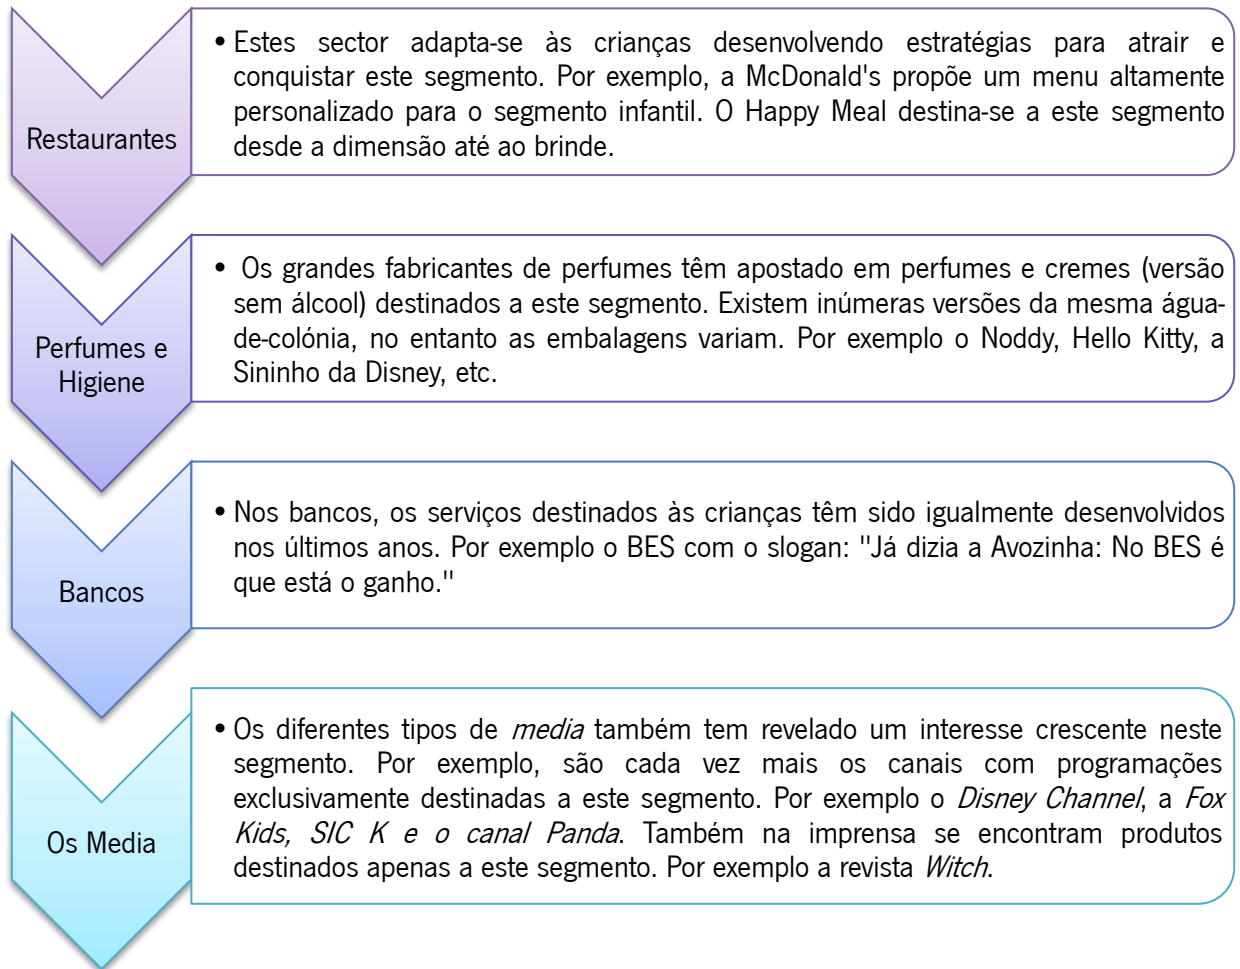 Restaurantes
• Estes sector adapta-se às crianças desenvolvendo estratégias para atrair e
conquistar este segmento. Por exemplo, a McDonald's propõe um menu altamente
personalizado para o segmento infantil. O Happy Meal destina-se a este segmento
desde a dimensão até ao brinde.
Perfumes e
Higiene
• Os grandes fabricantes de perfumes têm apostado em perfumes e cremes (versão
sem álcool) destinados a este segmento. Existem inúmeras versões da mesma água-
de-colónia, no entanto as embalagens variam. Por exemplo o Noddy, Hello Kitty, a
Sininho da Disney, etc.
Bancos
• Nos bancos, os serviços destinados às crianças têm sido igualmente desenvolvidos
nos últimos anos. Por exemplo o BES com o slogan: "Já dizia a Avozinha: No BES é
que está o ganho."
Os Media
• Os diferentes tipos de media também tem revelado um interesse crescente neste
segmento. Por exemplo, são cada vez mais os canais com programações
exclusivamente destinadas a este segmento. Por exemplo o Disney Channel, a Fox
Kids, SIC K e o canal Panda. Também na imprensa se encontram produtos
destinados apenas a este segmento. Por exemplo a revista Witch.